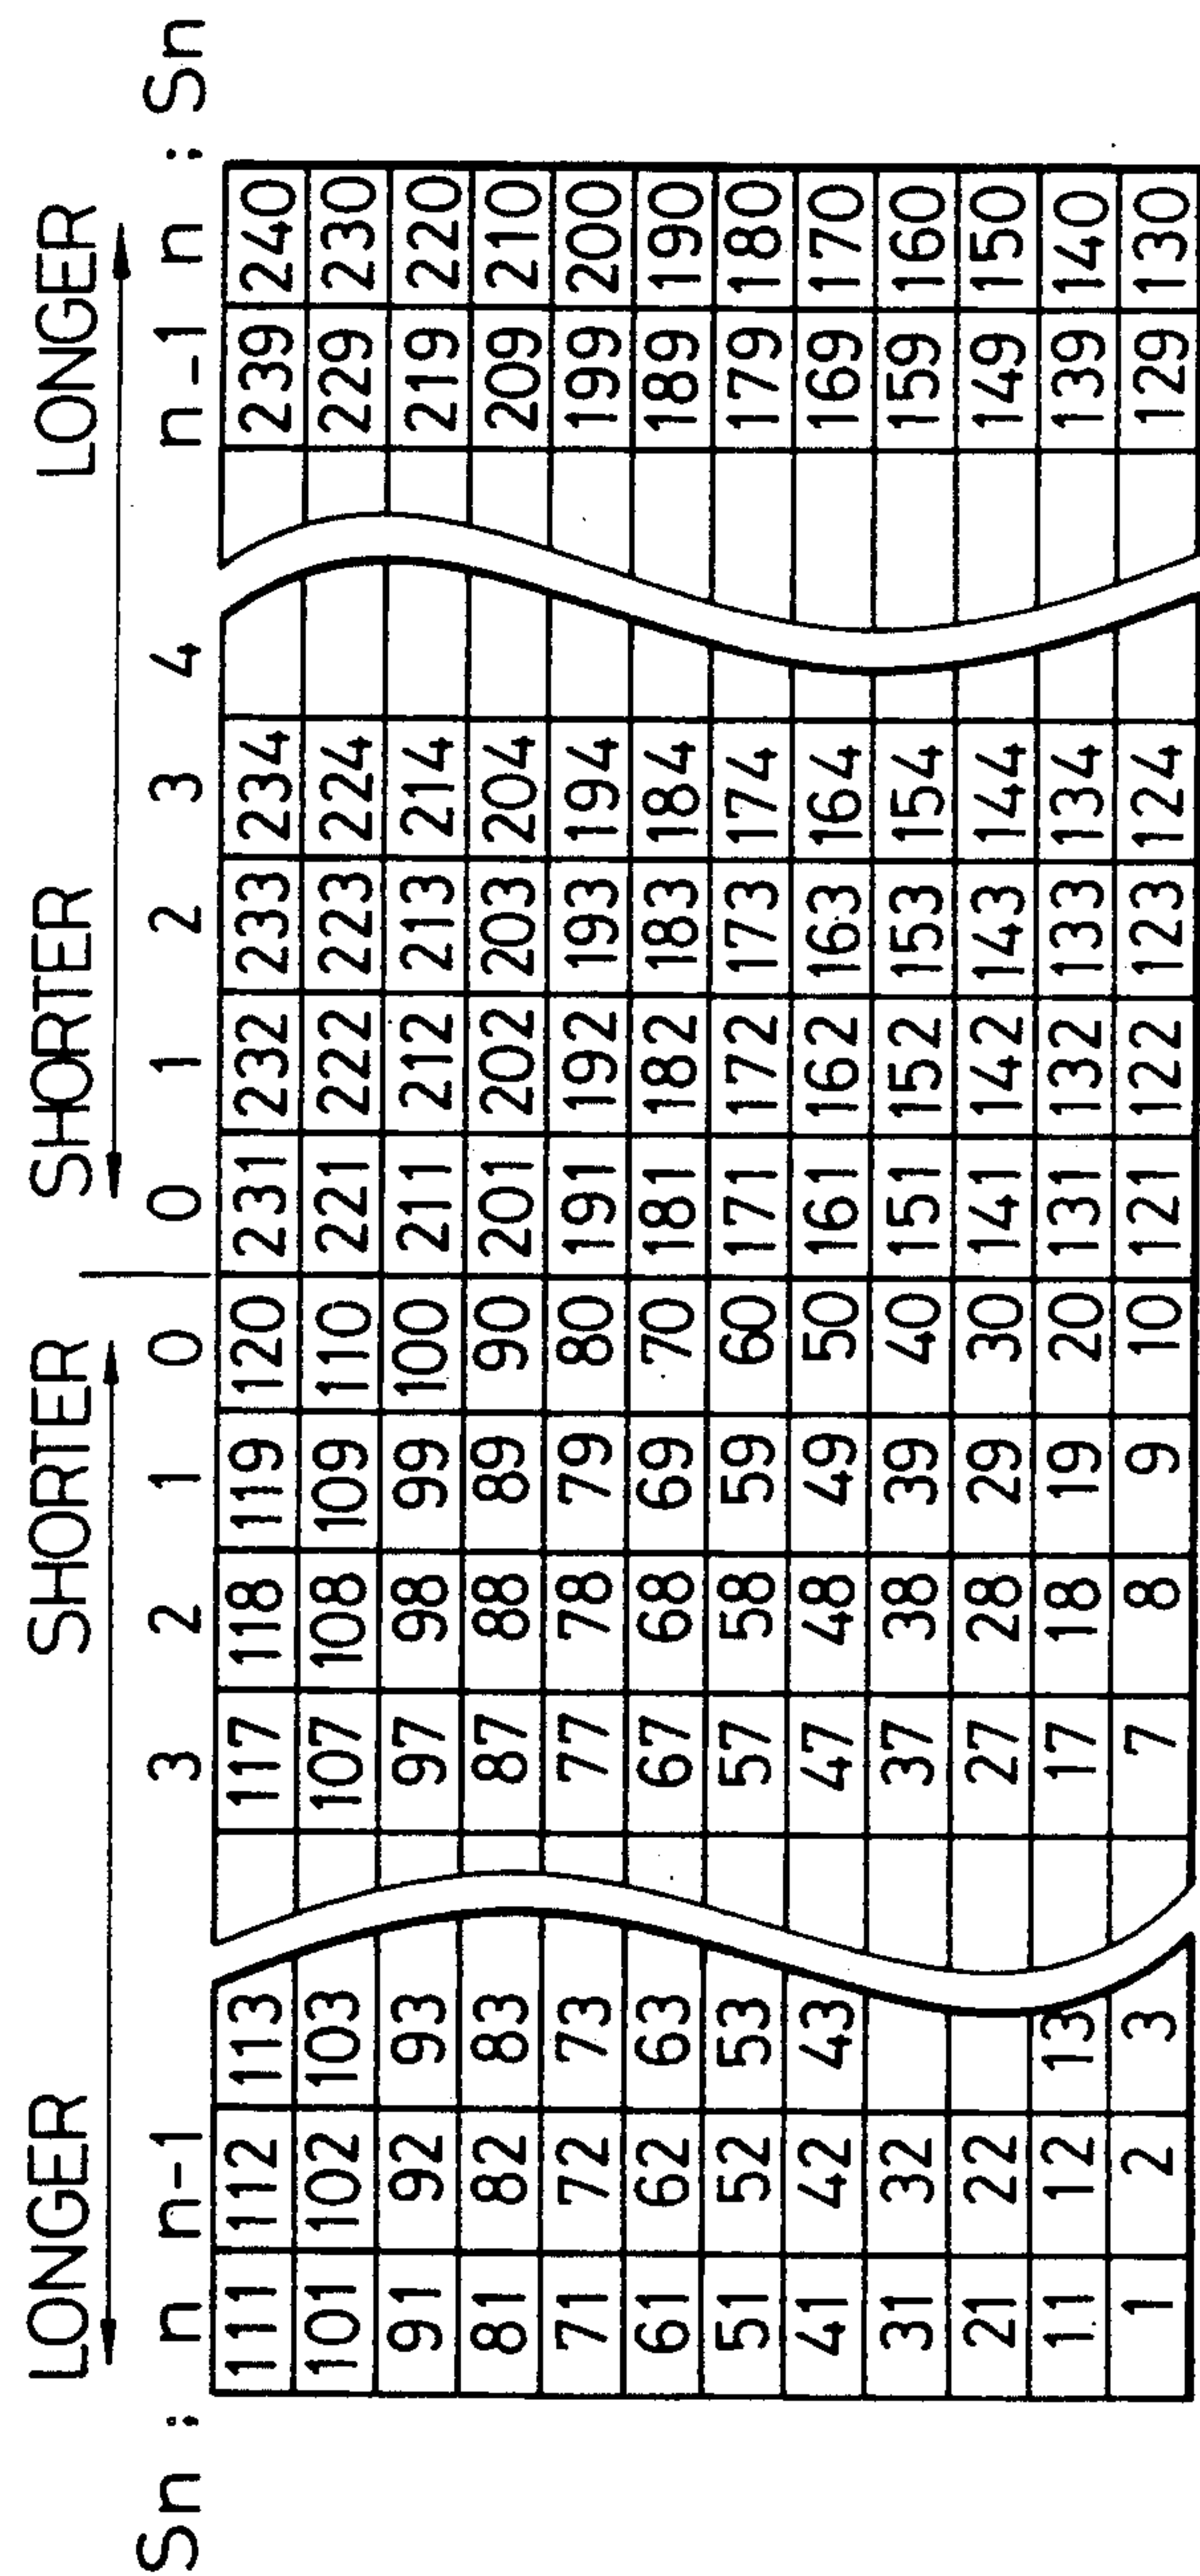 LONGER SHORTER SHORTER LONGER
Sn : n n-1 3 2 1 0 0 1 2 3 4 n-1 n : Sn
111 112 113 117 118 119 120 231 232 233 234 239 240
101 102 103 107 108 109 110 221 222 223 224 229 230
91 92 93 97 98 99 100 211 212 213 214 219 220
81 82 83 87 88 89 90 201 202 203 204 209 210
71 72 73 77 78 79 80 191 192 193 194 199 200
61 62 63 67 68 69 70 181 182 183 184 189 190
51 52 53 57 58 59 60 171 172 173 174 179 180
41 42 43 47 48 49 50 161 162 163 164 169 170
31 32 37 38 39 40 151 152 153 154 159 160
21 22 27 28 29 30 141 142 143 144 149 150
11 12 13 17 18 19 20 131 132 133 134 139 140
1 2 3 7 8 9 10 121 122 123 124 129 130